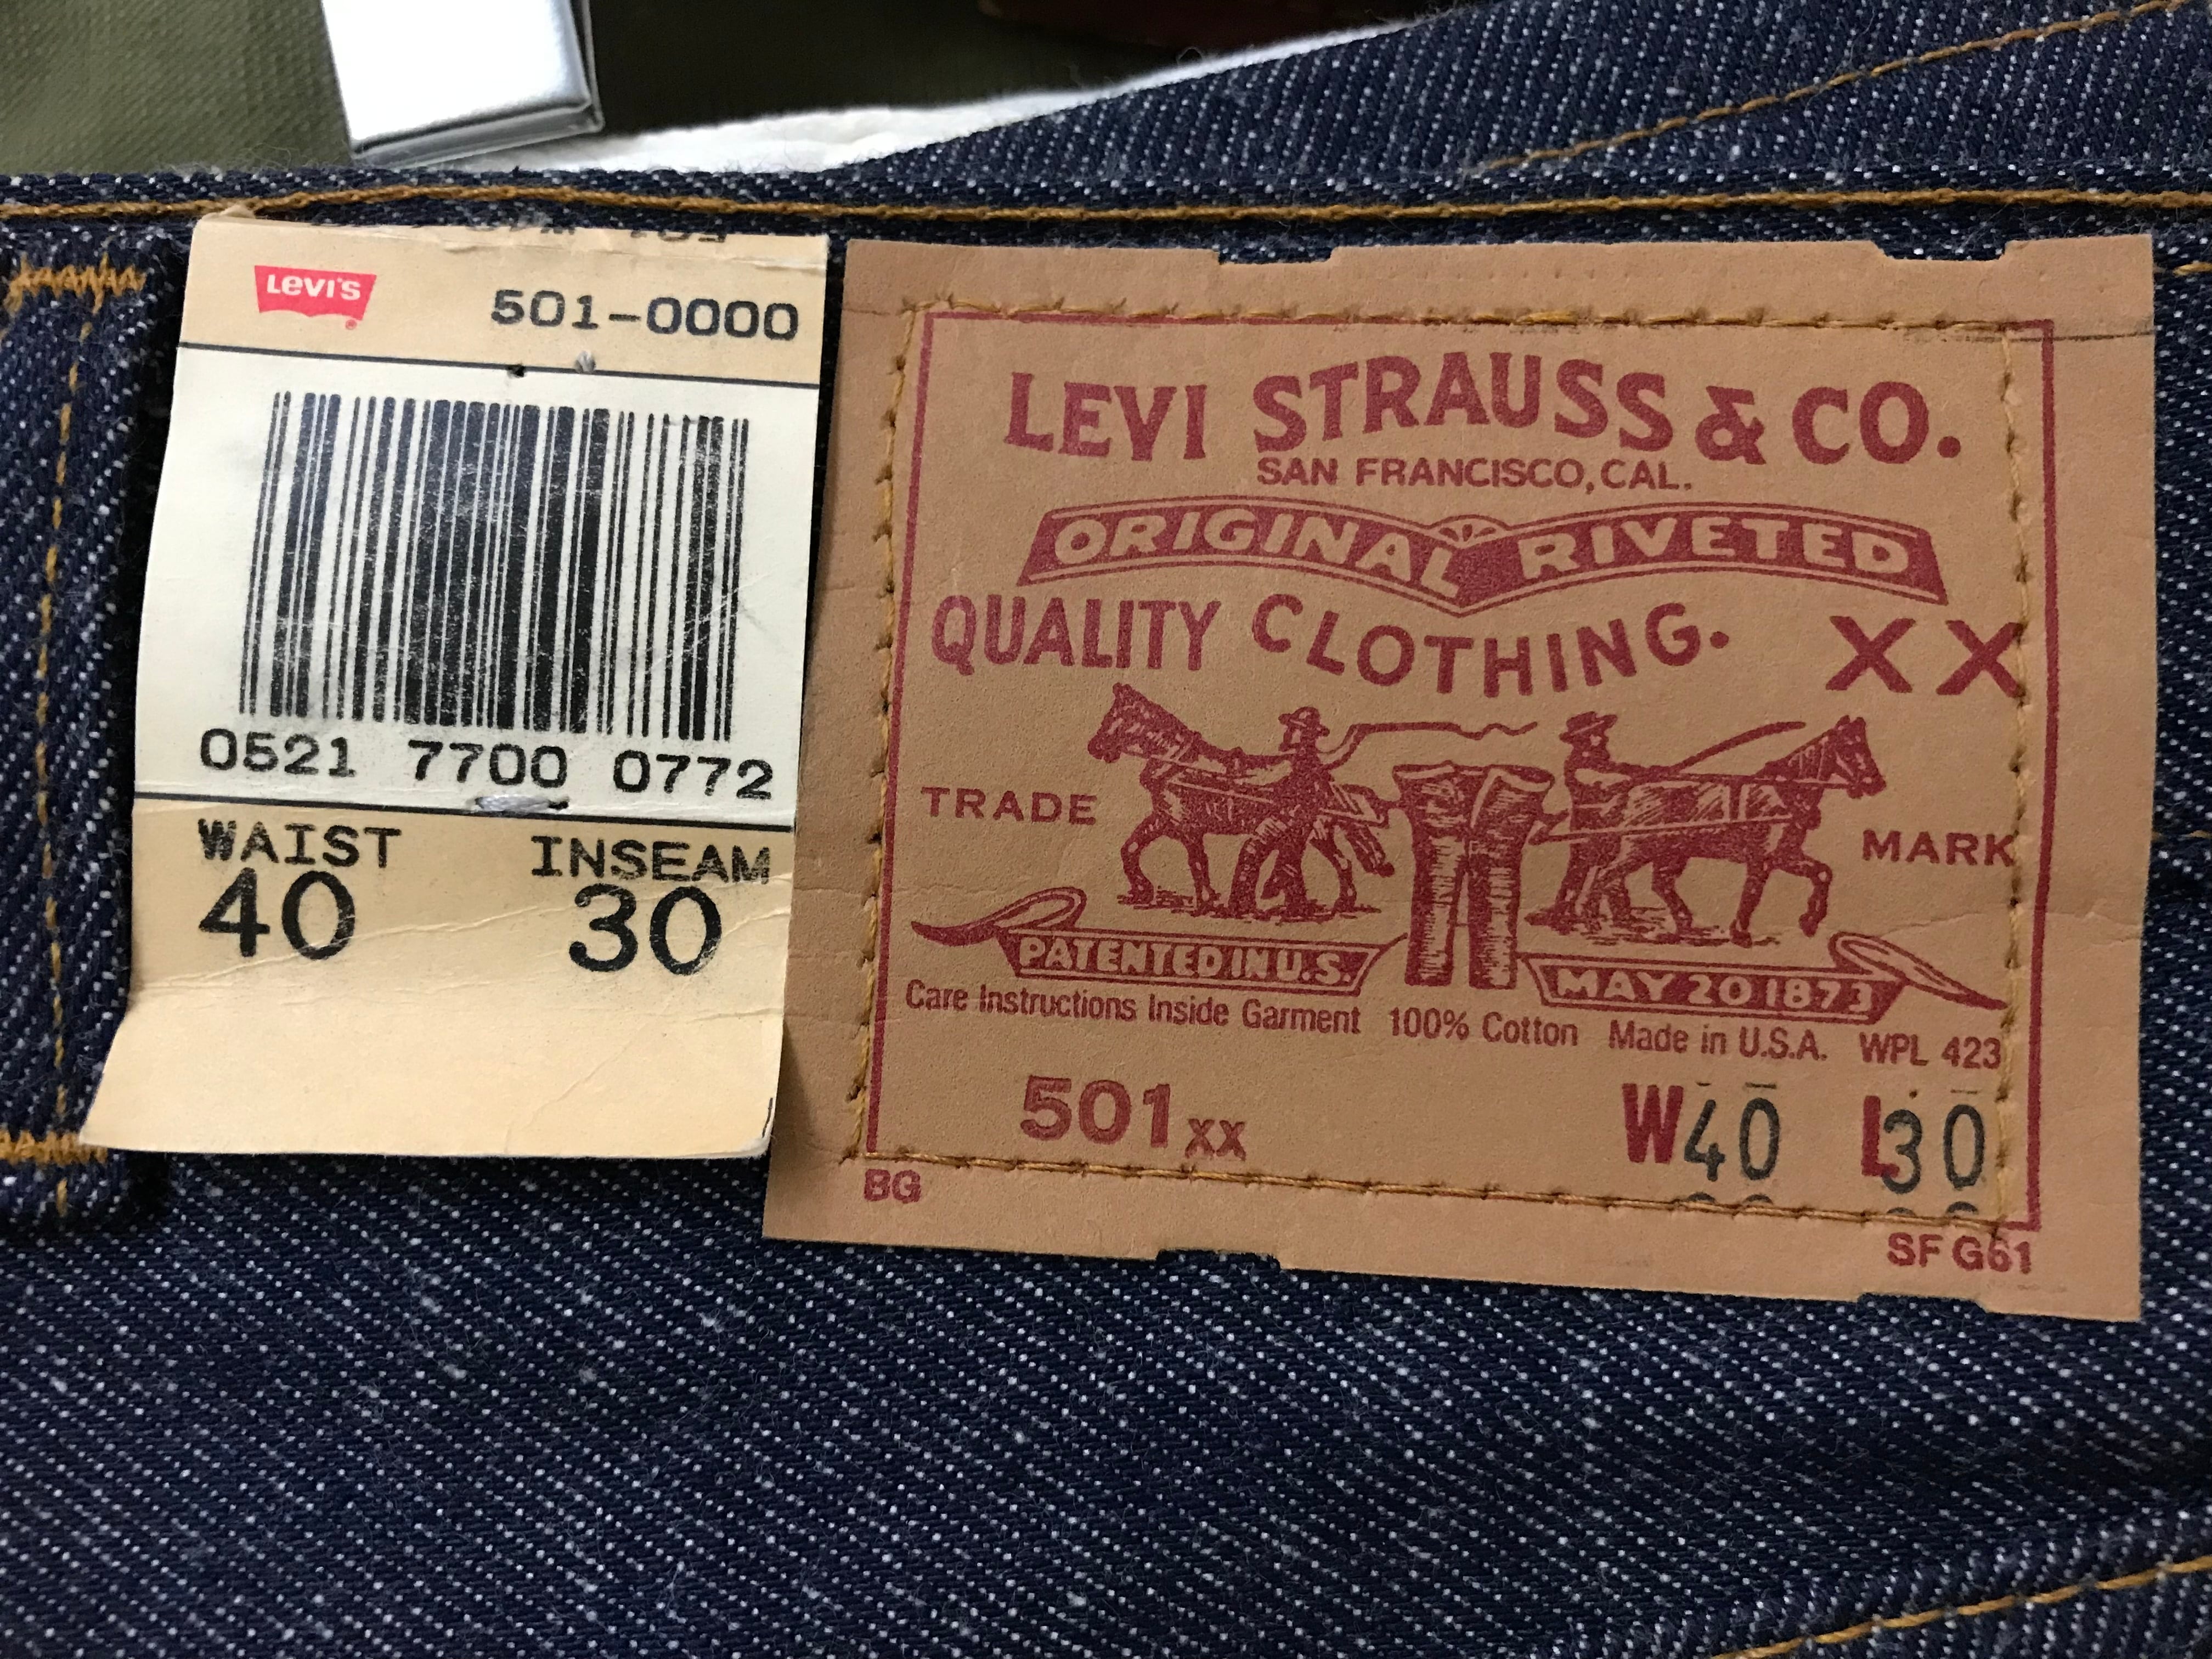 LEVI'S
®
501-0000
0521 7700 0772
WAIST INSEAM
40 30
LEVI STRAUSS & CO.
SAN FRANCISCO, CAL.
ORIGINAL RIVETED
QUALITY CLOTHING. XX
TRADE MARK
PATENTED IN U.S. MAY 20 1873
Care Instructions Inside Garment 100% Cotton Made in U.S.A. WPL 423
501XX W40 L30
BG
SF G61